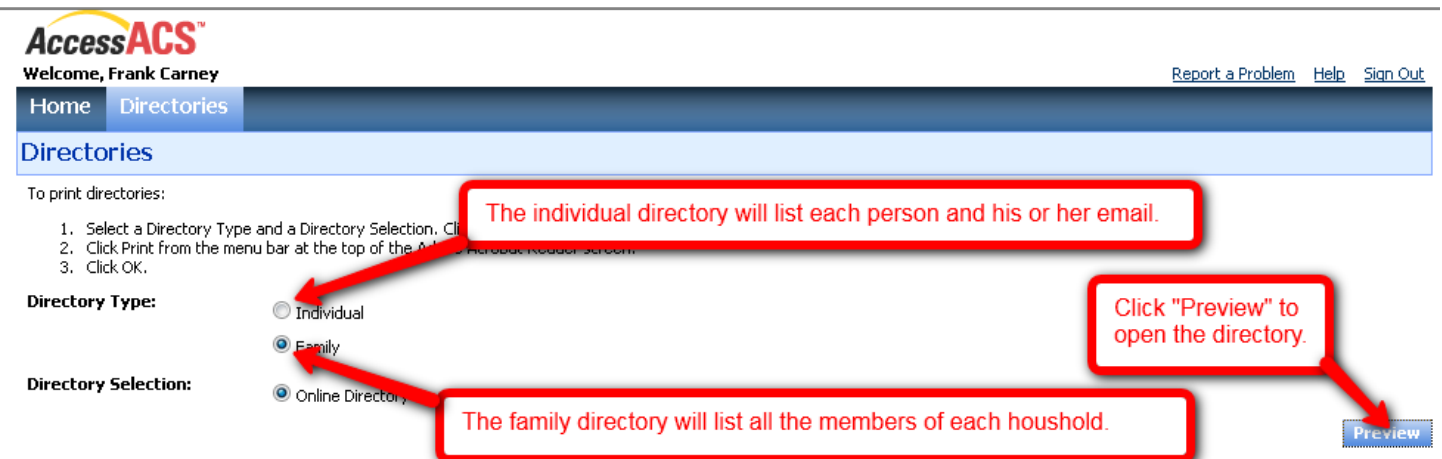 AccessACS™
Welcome, Frank Carney
Report a Problem Help Sign Out
Home Directories
Directories
To print directories:
The individual directory will list each person and his or her email.
1. Select a Directory Type and a Directory Selection.
2. Click Print from the menu bar at the top of the Acrobat Reader screen.
3. Click OK.
Directory Type:
Individual
Click "Preview" to
open the directory.
Family
Directory Selection:
Online Directory
The family directory will list all the members of each houshold.
Preview